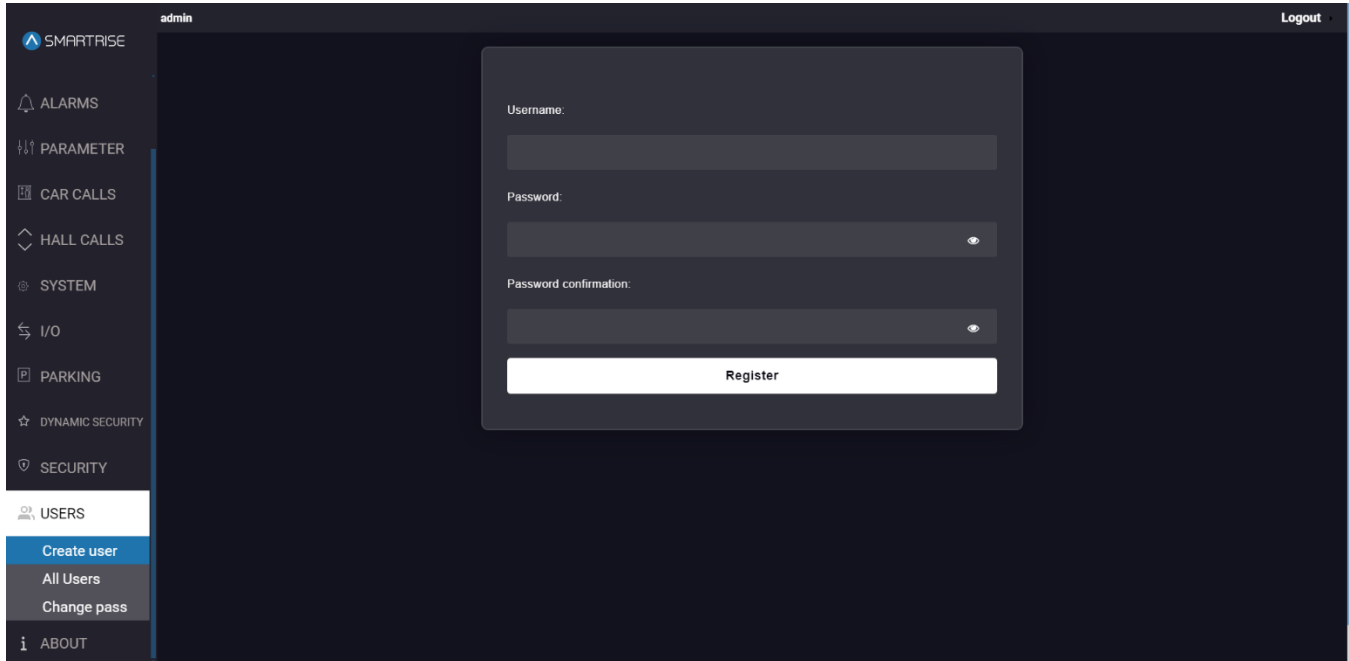 admin
Logout
SMARTRISE
ALARMS
PARAMETER
CAR CALLS
HALL CALLS
SYSTEM
I/O
P PARKING
DYNAMIC SECURITY
SECURITY
USERS
Create user
All Users
Change pass
i ABOUT
Username:
Password:
Password confirmation:
Register